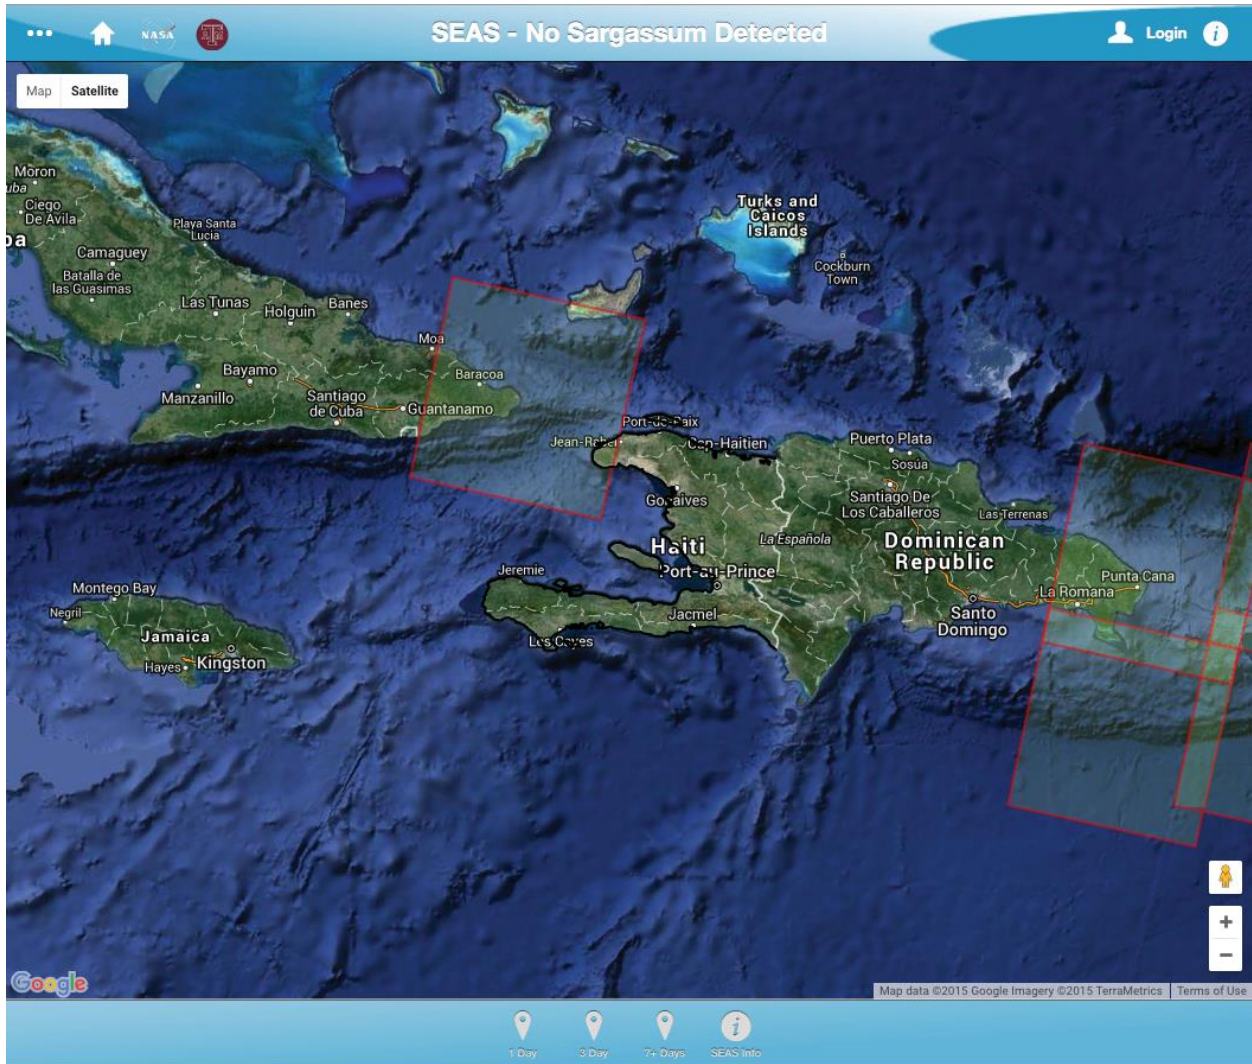 SEAS - No Sargassum Detected
NASA
Login
Map
Satellite
Moron
uba
Ciego
De Avila
ba
Playa Santa
Lucia
Camaguey
Batalla de
las Guasimas
Las Tunas
Holguin
Banes
Moa
Bayamo
Baracoa
Manzanillo
Santiago
de Cuba
Guantanamo
Turks and
Caicos
Islands
Cockburn
Town
Port-de-Paix
Jean-Rabel
Cap-Haitien
Puerto Plata
Sosúa
Gonaives
Santiago De
Los Caballeros
Las Terrenas
Haiti
La Española
Dominican
Republic
Port-au-Prince
Jeremie
Punta Cana
La Romana
Montego Bay
Negril
Jacmel
Santo
Domingo
Jamaica
Les Cayes
Hayes
Kingston
Google
Map data ©2015 Google Imagery ©2015 TerraMetrics
Terms of Use
1 Day
3 Day
7+ Days
SEAS Info